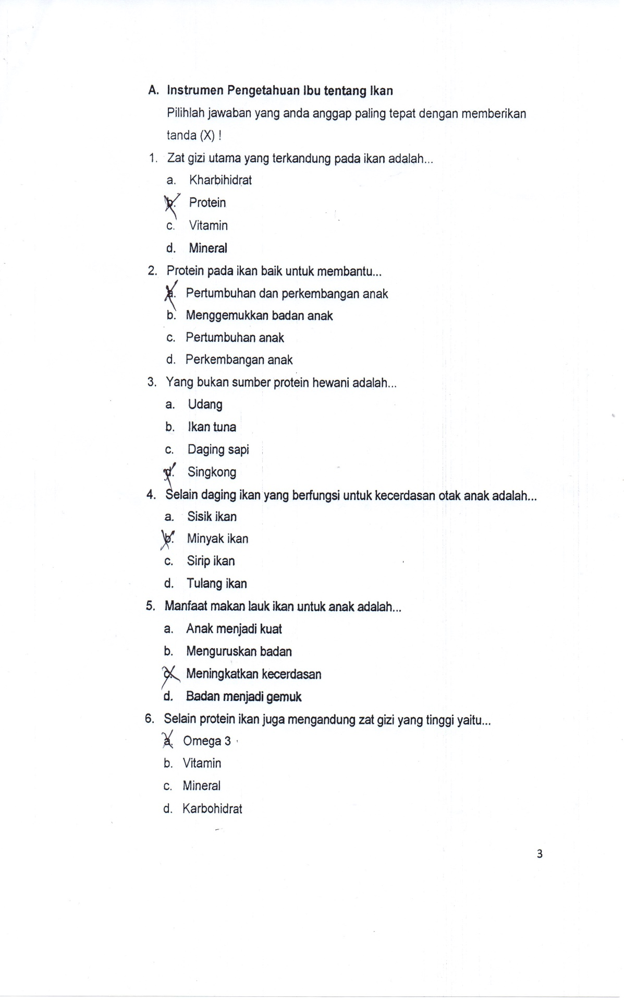 A. Instrumen Pengetahuan Ibu tentang Ikan
Pilihlah jawaban yang anda anggap paling tepat dengan memberikan
tanda (X) !
1. Zat gizi utama yang terkandung pada ikan adalah...
a. Kharbihidrat
b. Protein
c. Vitamin
d. Mineral
2. Protein pada ikan baik untuk membantu...
a. Pertumbuhan dan perkembangan anak
b. Menggemukkan badan anak
c. Pertumbuhan anak
d. Perkembangan anak
3. Yang bukan sumber protein hewani adalah...
a. Udang
b. Ikan tuna
c. Daging sapi
d. Singkong
4. Selain daging ikan yang berfungsi untuk kecerdasan otak anak adalah...
a. Sisik ikan
b. Minyak ikan
c. Sirip ikan
d. Tulang ikan
5. Manfaat makan lauk ikan untuk anak adalah...
a. Anak menjadi kuat
b. Menguruskan badan
c. Meningkatkan kecerdasan
d. Badan menjadi gemuk
6. Selain protein ikan juga mengandung zat gizi yang tinggi yaitu...
a. Omega 3
b. Vitamin
c. Mineral
d. Karbohidrat
3